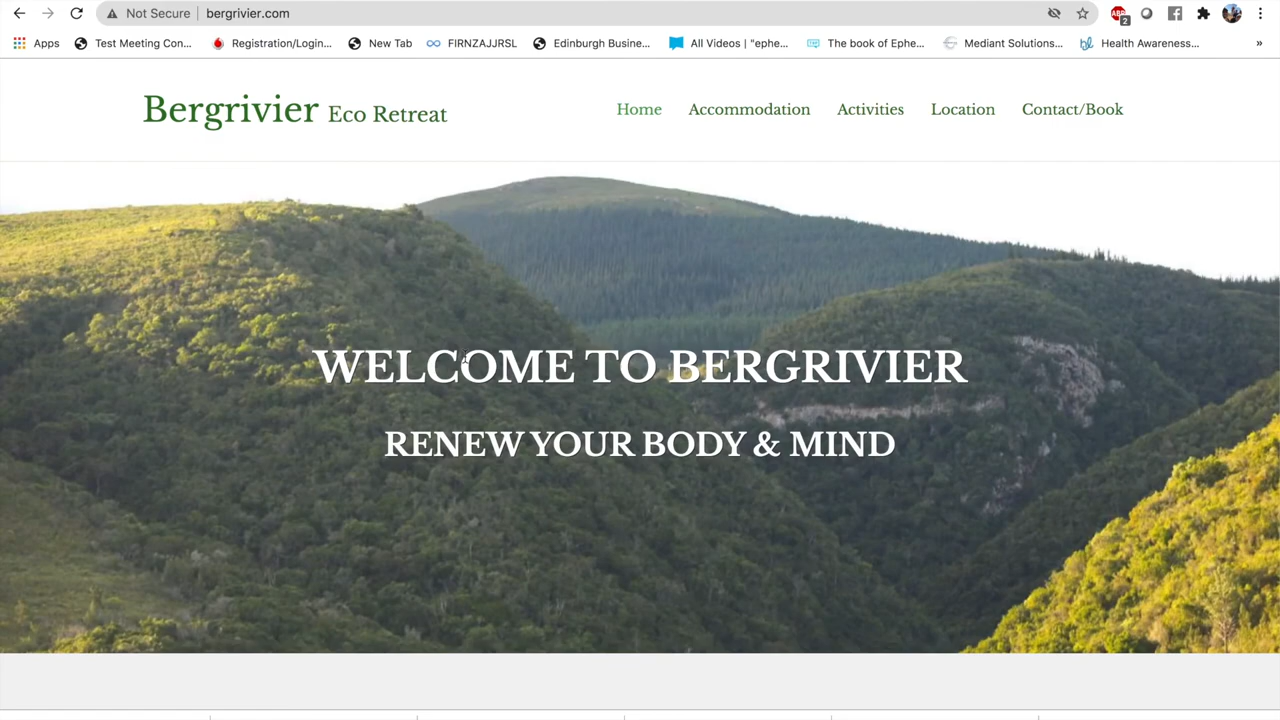 Not Secure bergrivier.com
ABP 2
Apps Test Meeting Con... Registration/Login... New Tab FIRNZAJJRSL Edinburgh Busine... All Videos | "ephe... The book of Ephe... Mediant Solutions... Health Awareness... »
Bergrivier Eco Retreat Home Accommodation Activities Location Contact/Book
WELCOME TO BERGRIVIER
RENEW YOUR BODY & MIND